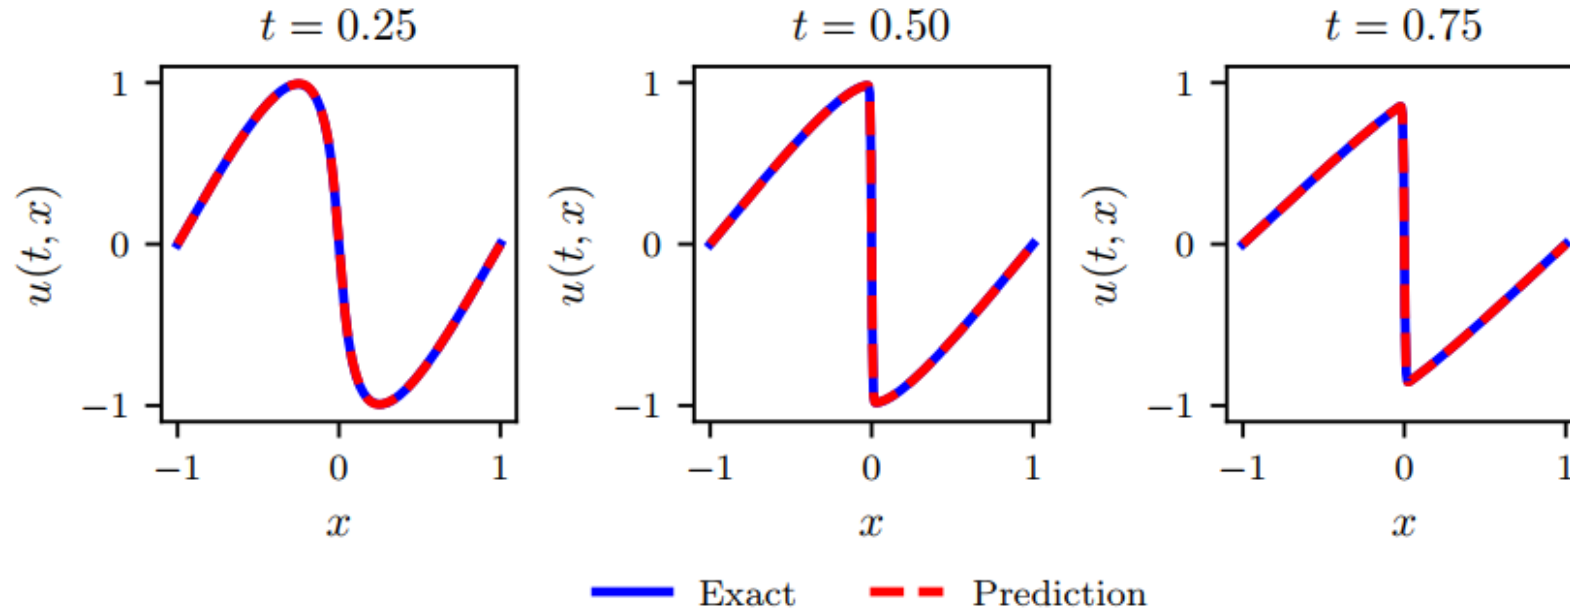 t = 0.25 t = 0.50 t = 0.75
1 1 1
u(t, x) 0 u(t, x) 0 u(t, x) 0
−1 −1 −1
−1 0 1 −1 0 1 −1 0 1
x x x
Exact Prediction